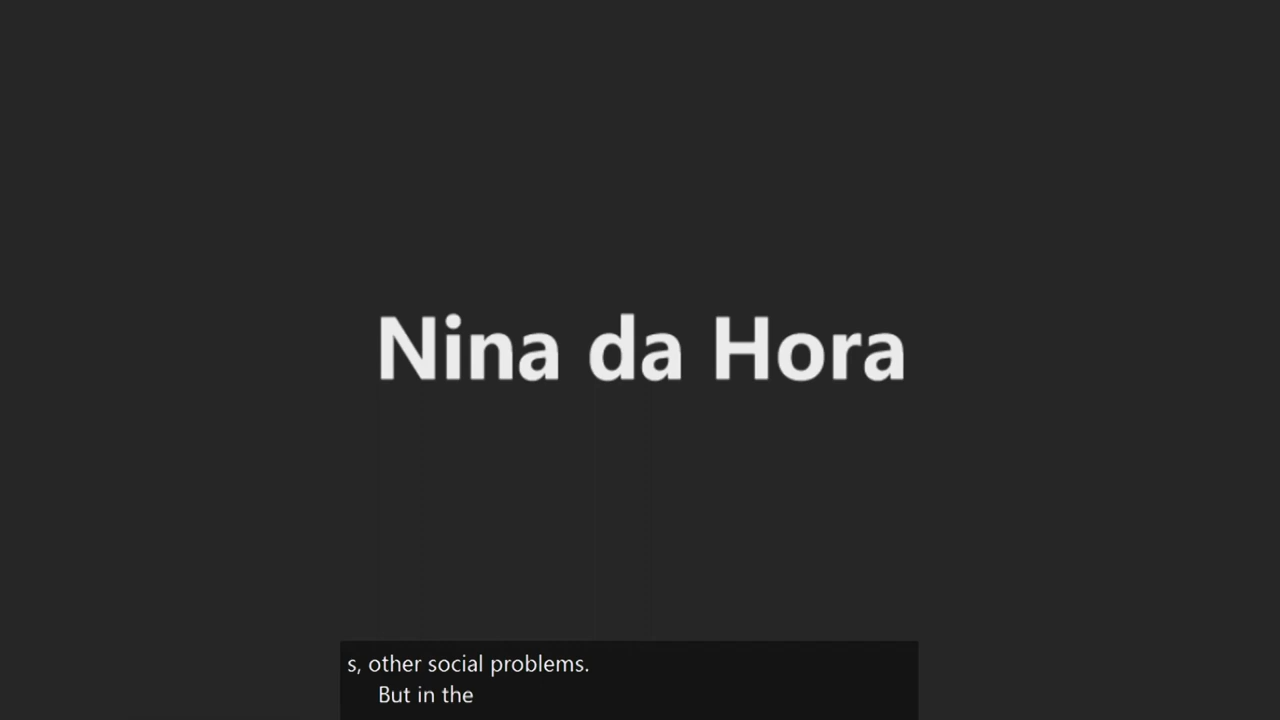 Nina da Hora
s, other social problems.
But in the